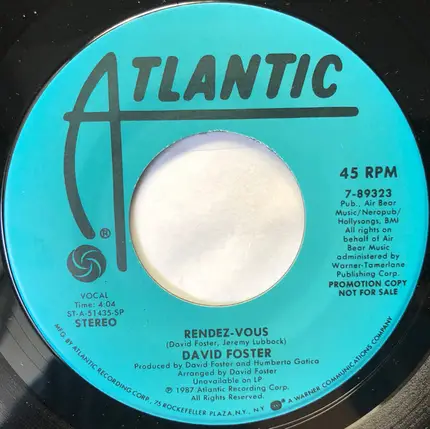 ATLANTIC
®
45 RPM
7-89323
Pub., Air Bear
Music/Neropub/
Hollysongs, BMI
All rights on
behalf of Air
Bear Music
administered by
Warner-Tamerlane
Publishing Corp.
PROMOTION COPY
NOT FOR SALE
VOCAL
Time: 4:04
ST-A-51435-SP
STEREO
RENDEZ-VOUS
(David Foster, Jeremy Lubbock)
DAVID FOSTER
Produced by David Foster and Humberto Gatica
Arranged by David Foster
Unavailable on LP
℗ 1987 Atlantic Recording Corp.
All Rights Reserved.
MFG. BY ATLANTIC RECORDING CORP., 75 ROCKEFELLER PLAZA, N.Y., N.Y. A WARNER COMMUNICATIONS COMPANY